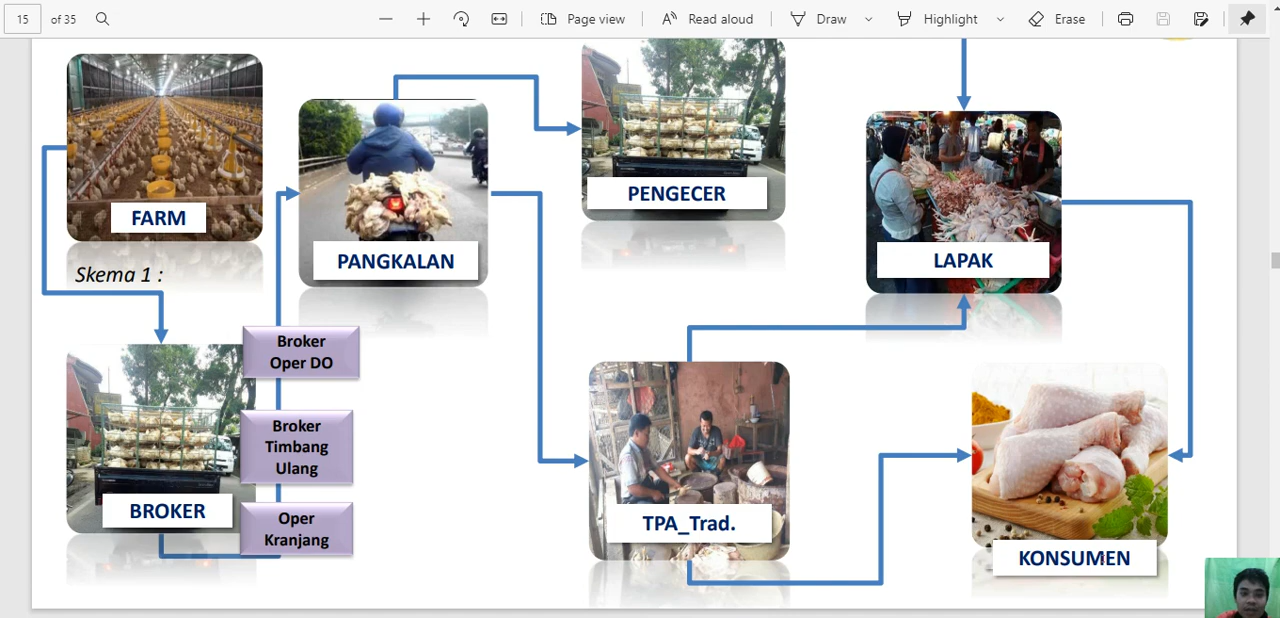 15
of 35
Page view
Read aloud
Draw
Highlight
Erase
FARM
PANGKALAN
PENGECER
LAPAK
Skema 1 :
BROKER
Broker
Oper DO
Broker
Timbang
Ulang
Oper
Kranjang
TPA_Trad.
KONSUMEN